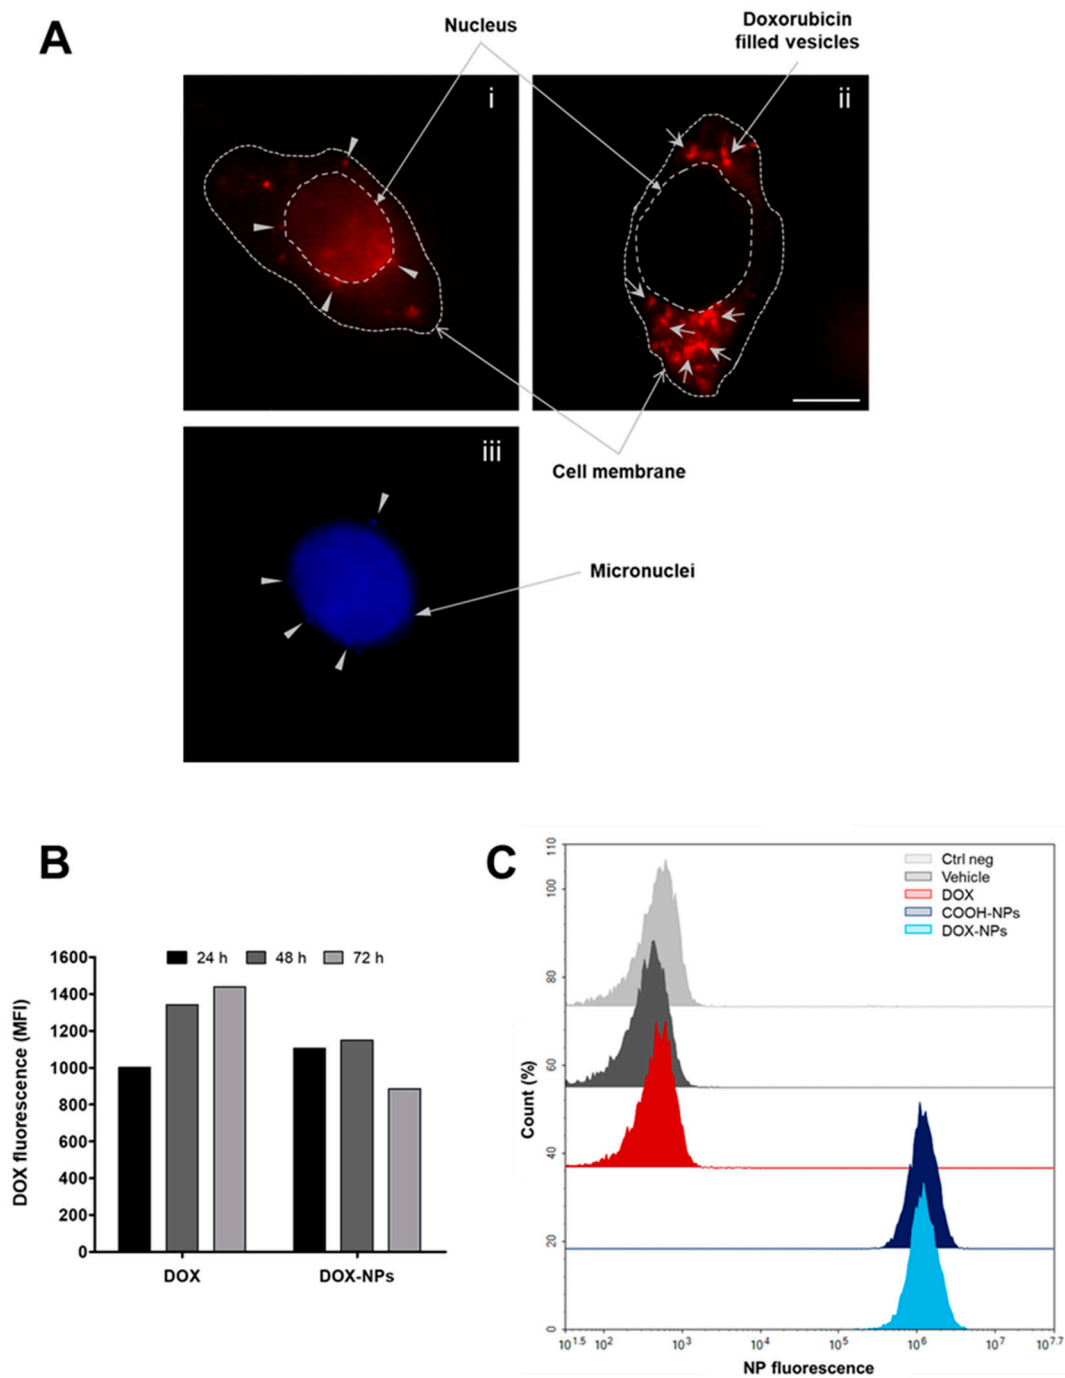 A
Nucleus
Doxorubicin
filled vesicles
i
ii
Cell membrane
iii
Micronuclei
B
24 h 48 h 72 h
DOX fluorescence (MFI)
1600
1400
1200
1000
800
600
400
200
0
DOX DOX-NPs
C
Ctrl neg
Vehicle
DOX
COOH-NPs
DOX-NPs
Count (%)
110
100
80
60
40
20
0
10^1.5 10^2 10^3 10^4 10^5 10^6 10^7 10^7.7
NP fluorescence